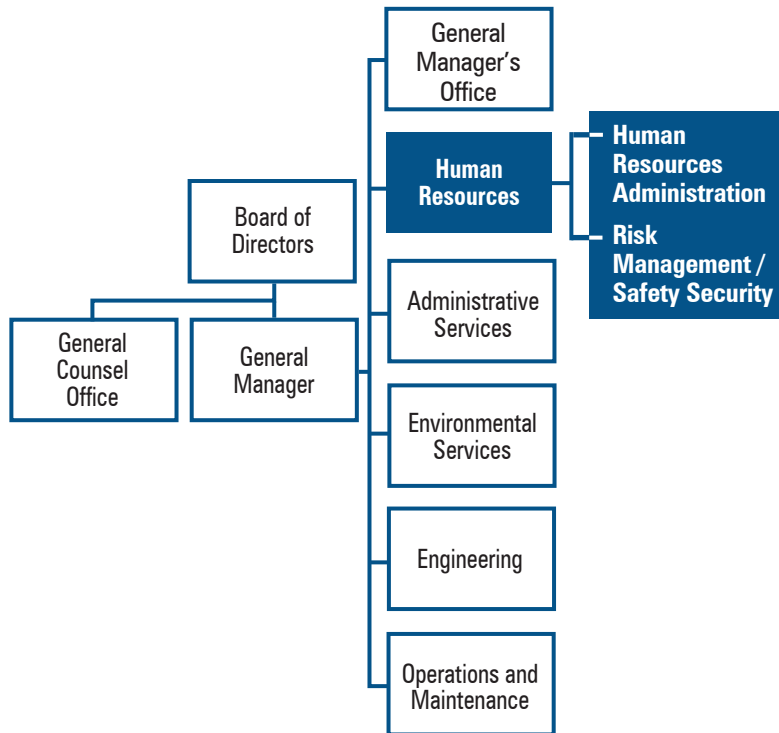 General
Manager's
Office
Human
Resources
Human
Resources
Administration
Risk
Management /
Safety Security
Board of
Directors
Administrative
Services
General
Counsel
Office
General
Manager
Environmental
Services
Engineering
Operations and
Maintenance